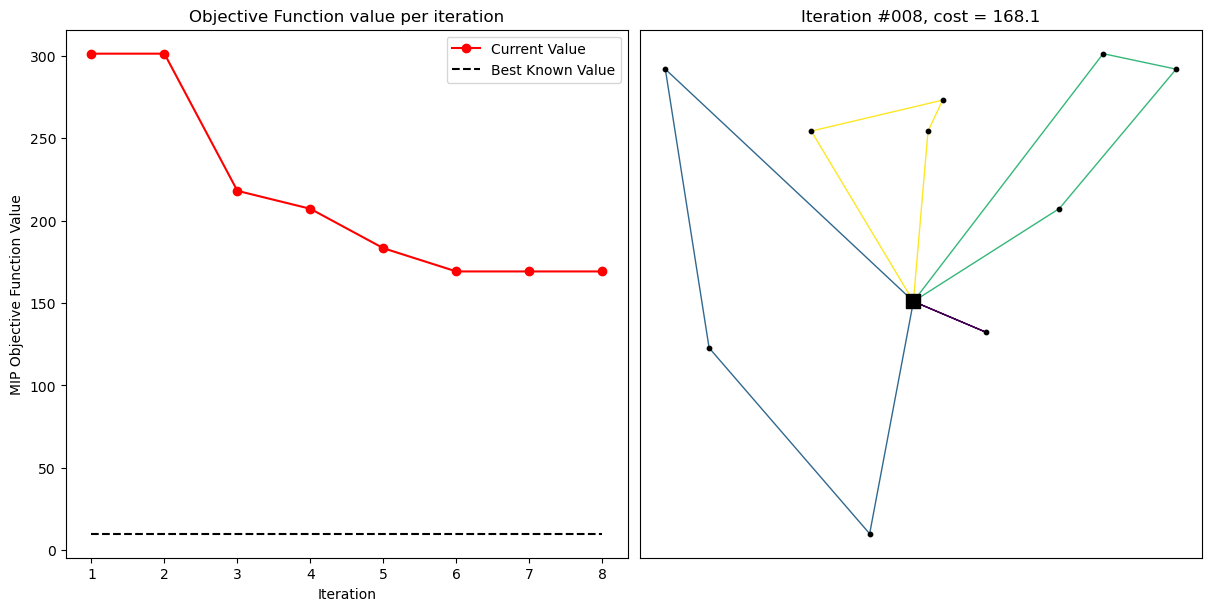 Objective Function value per iteration
Current Value
Best Known Value
300
250
200
150
100
50
0
MIP Objective Function Value
1 2 3 4 5 6 7 8
Iteration
Iteration #008, cost = 168.1